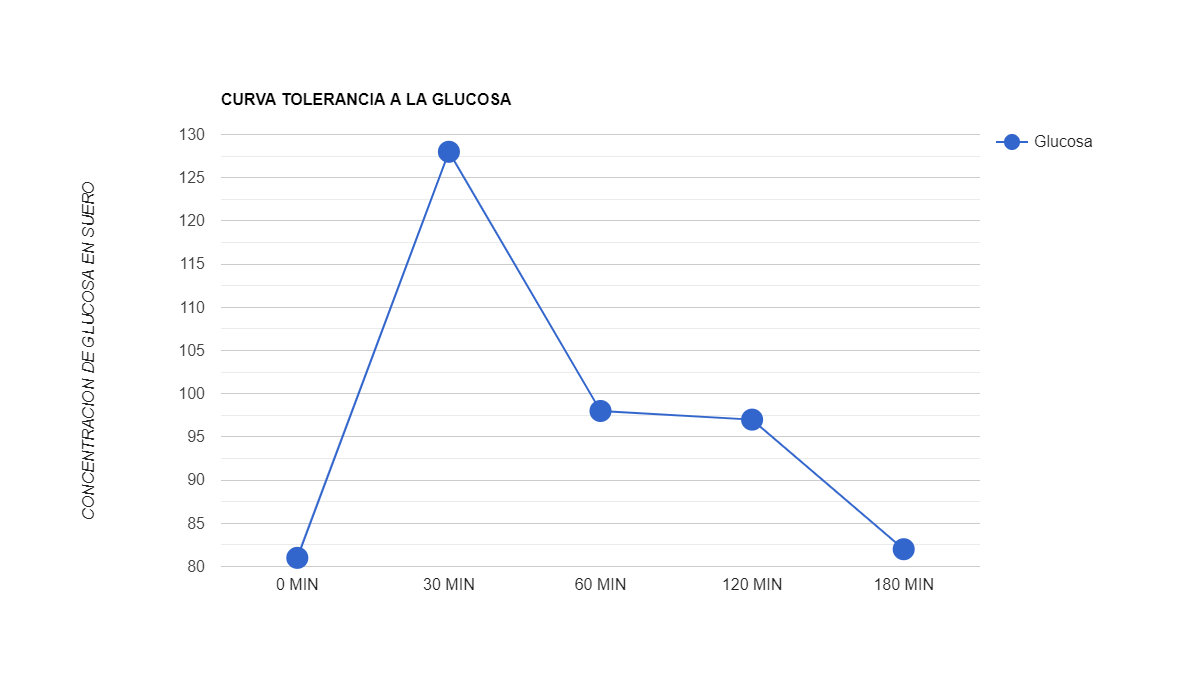 CURVA TOLERANCIA A LA GLUCOSA
Glucosa
CONCENTRACION DE GLUCOSA EN SUERO
130
125
120
115
110
105
100
95
90
85
80
0 MIN
30 MIN
60 MIN
120 MIN
180 MIN